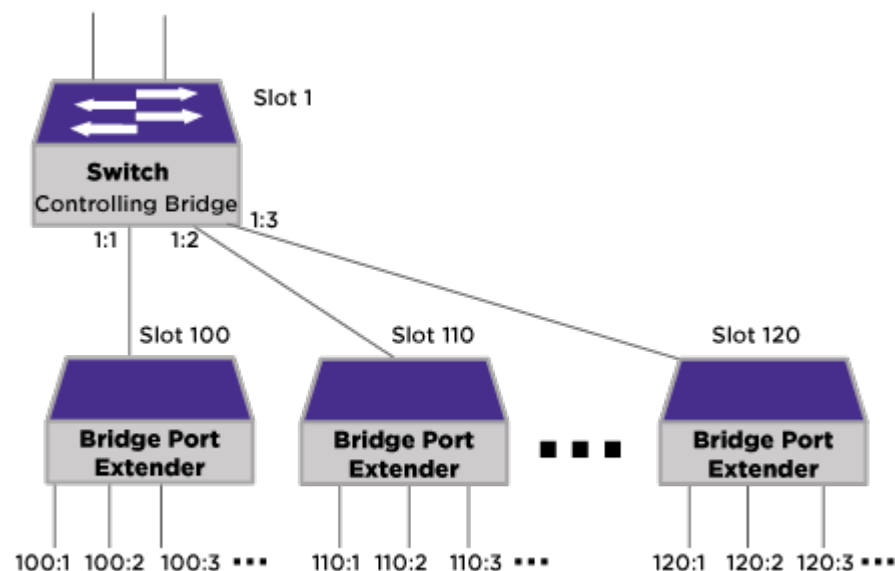 Slot 1
Switch
Controlling Bridge
1:3
1:1 1:2
Slot 100 Slot 110 Slot 120
Bridge Port
Extender
Bridge Port
Extender
Bridge Port
Extender
100:1 100:2 100:3 110:1 110:2 110:3 120:1 120:2 120:3